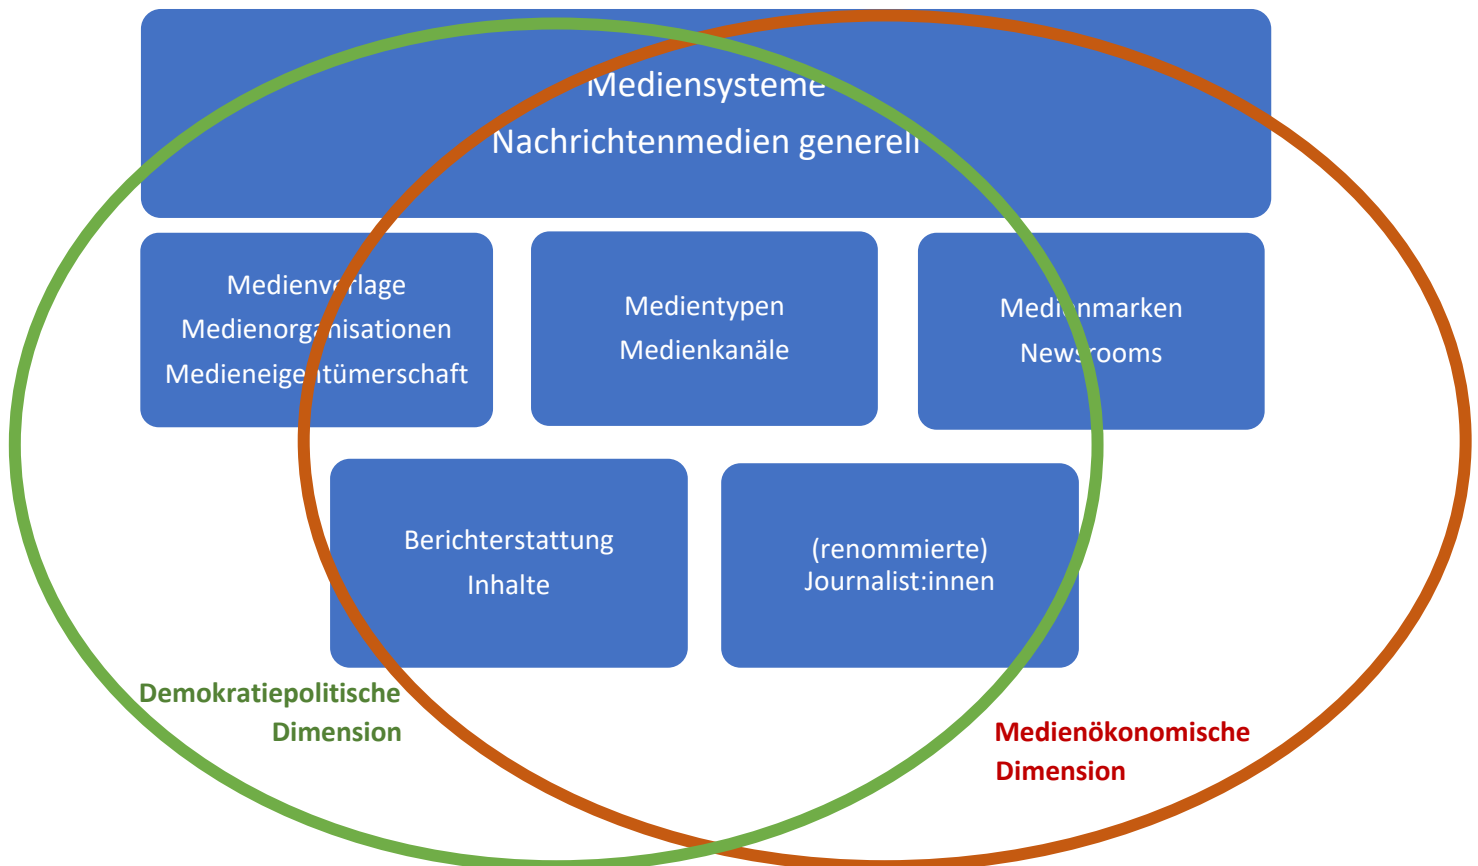 Mediensysteme
Nachrichtenmedien generell
Medienverlage
Medienorganisationen
Medieneigentümerschaft
Medientypen
Medienkanäle
Medienmarken
Newsrooms
Berichterstattung
Inhalte
(renommierte)
Journalist:innen
Demokratiepolitische
Dimension
Medienökonomische
Dimension